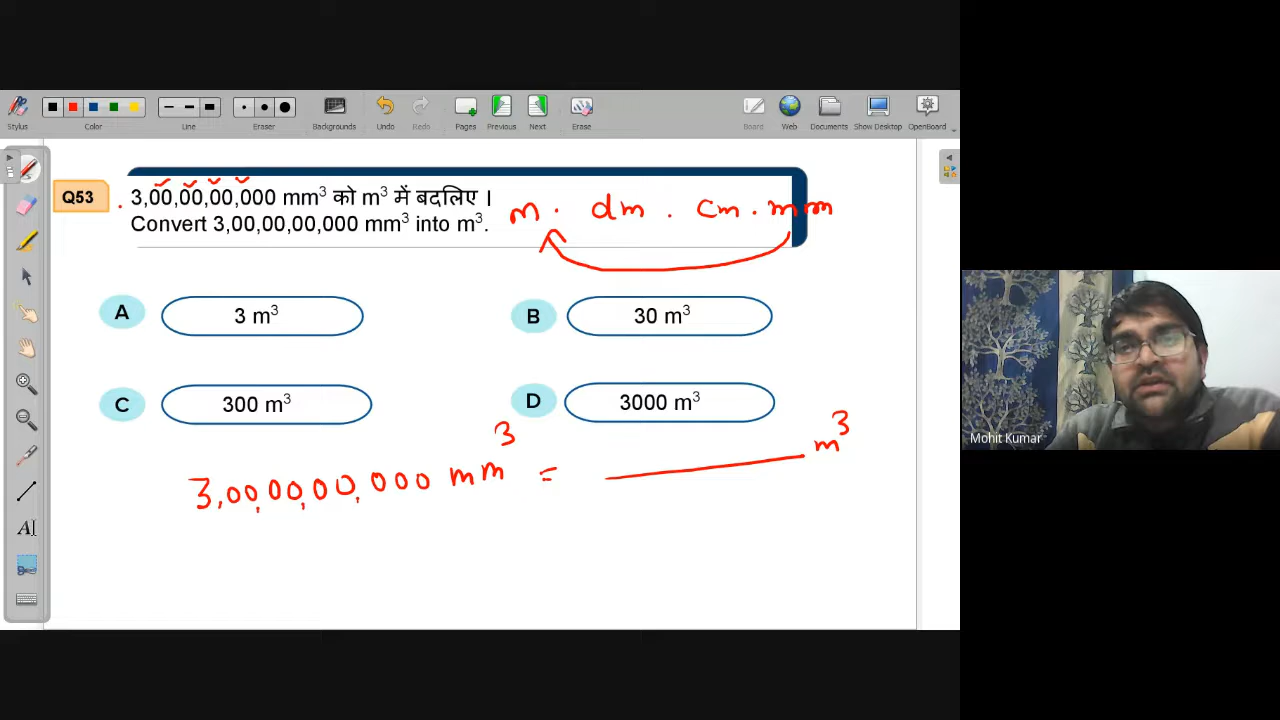 Stylus
Color
Line
Eraser
Backgrounds
Undo
Redo
Pages
Previous
Next
Erase
Board
Web
Documents
Show Desktop
OpenBoard
Q53
3,00,00,00,000 mm³ को m³ में बदलिए ।
Convert 3,00,00,00,000 mm³ into m³.
m . dm . cm . mm
A 3 m³
B 30 m³
C 300 m³
D 3000 m³
3,00,00,00,000 mm³ = ______ m³
Mohit Kumar